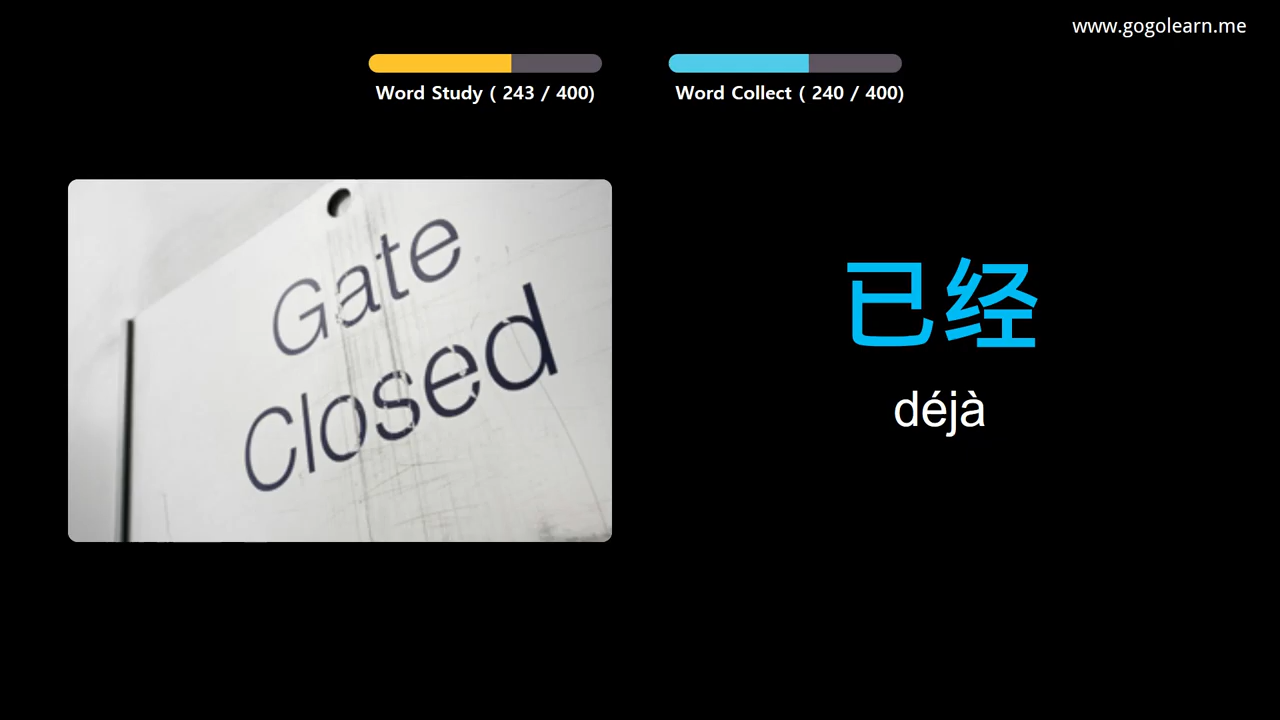 www.gogolearn.me
Word Study ( 243 / 400)
Word Collect ( 240 / 400)
Gate
Closed
已经
déjà